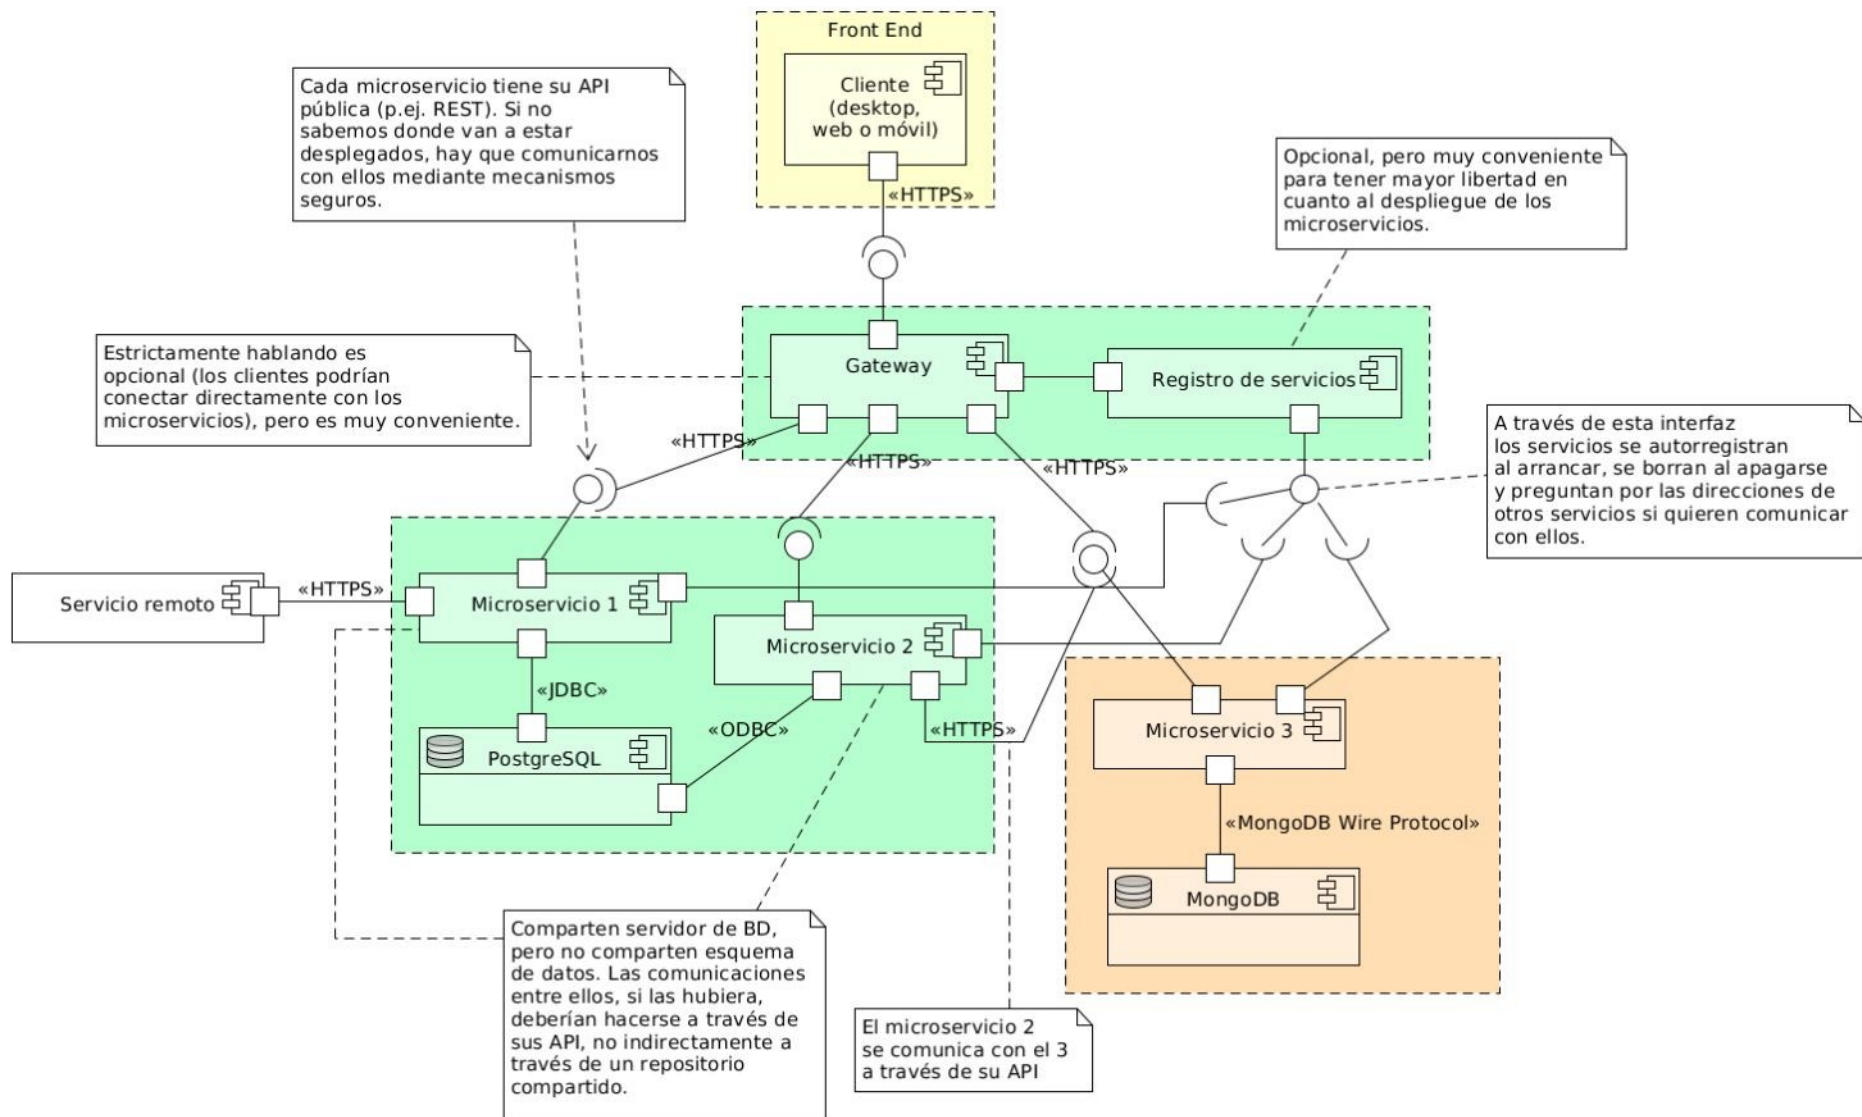 Front End
Cliente
(desktop,
web o móvil)
«HTTPS»
Cada microservicio tiene su API
pública (p.ej. REST). Si no
sabemos donde van a estar
desplegados, hay que comunicarnos
con ellos mediante mecanismos
seguros.
Opcional, pero muy conveniente
para tener mayor libertad en
cuanto al despliegue de los
microservicios.
Estrictamente hablando es
opcional (los clientes podrían
conectar directamente con los
microservicios), pero es muy conveniente.
Gateway
Registro de servicios
«HTTPS»
«HTTPS»
«HTTPS»
A través de esta interfaz
los servicios se autorregistran
al arrancar, se borran al apagarse
y preguntan por las direcciones de
otros servicios si quieren comunicar
con ellos.
Servicio remoto
«HTTPS»
Microservicio 1
Microservicio 2
«JDBC»
«ODBC»
«HTTPS»
PostgreSQL
Microservicio 3
«MongoDB Wire Protocol»
MongoDB
Comparten servidor de BD,
pero no comparten esquema
de datos. Las comunicaciones
entre ellos, si las hubiera,
deberían hacerse a través de
sus API, no indirectamente a
través de un repositorio
compartido.
El microservicio 2
se comunica con el 3
a través de su API